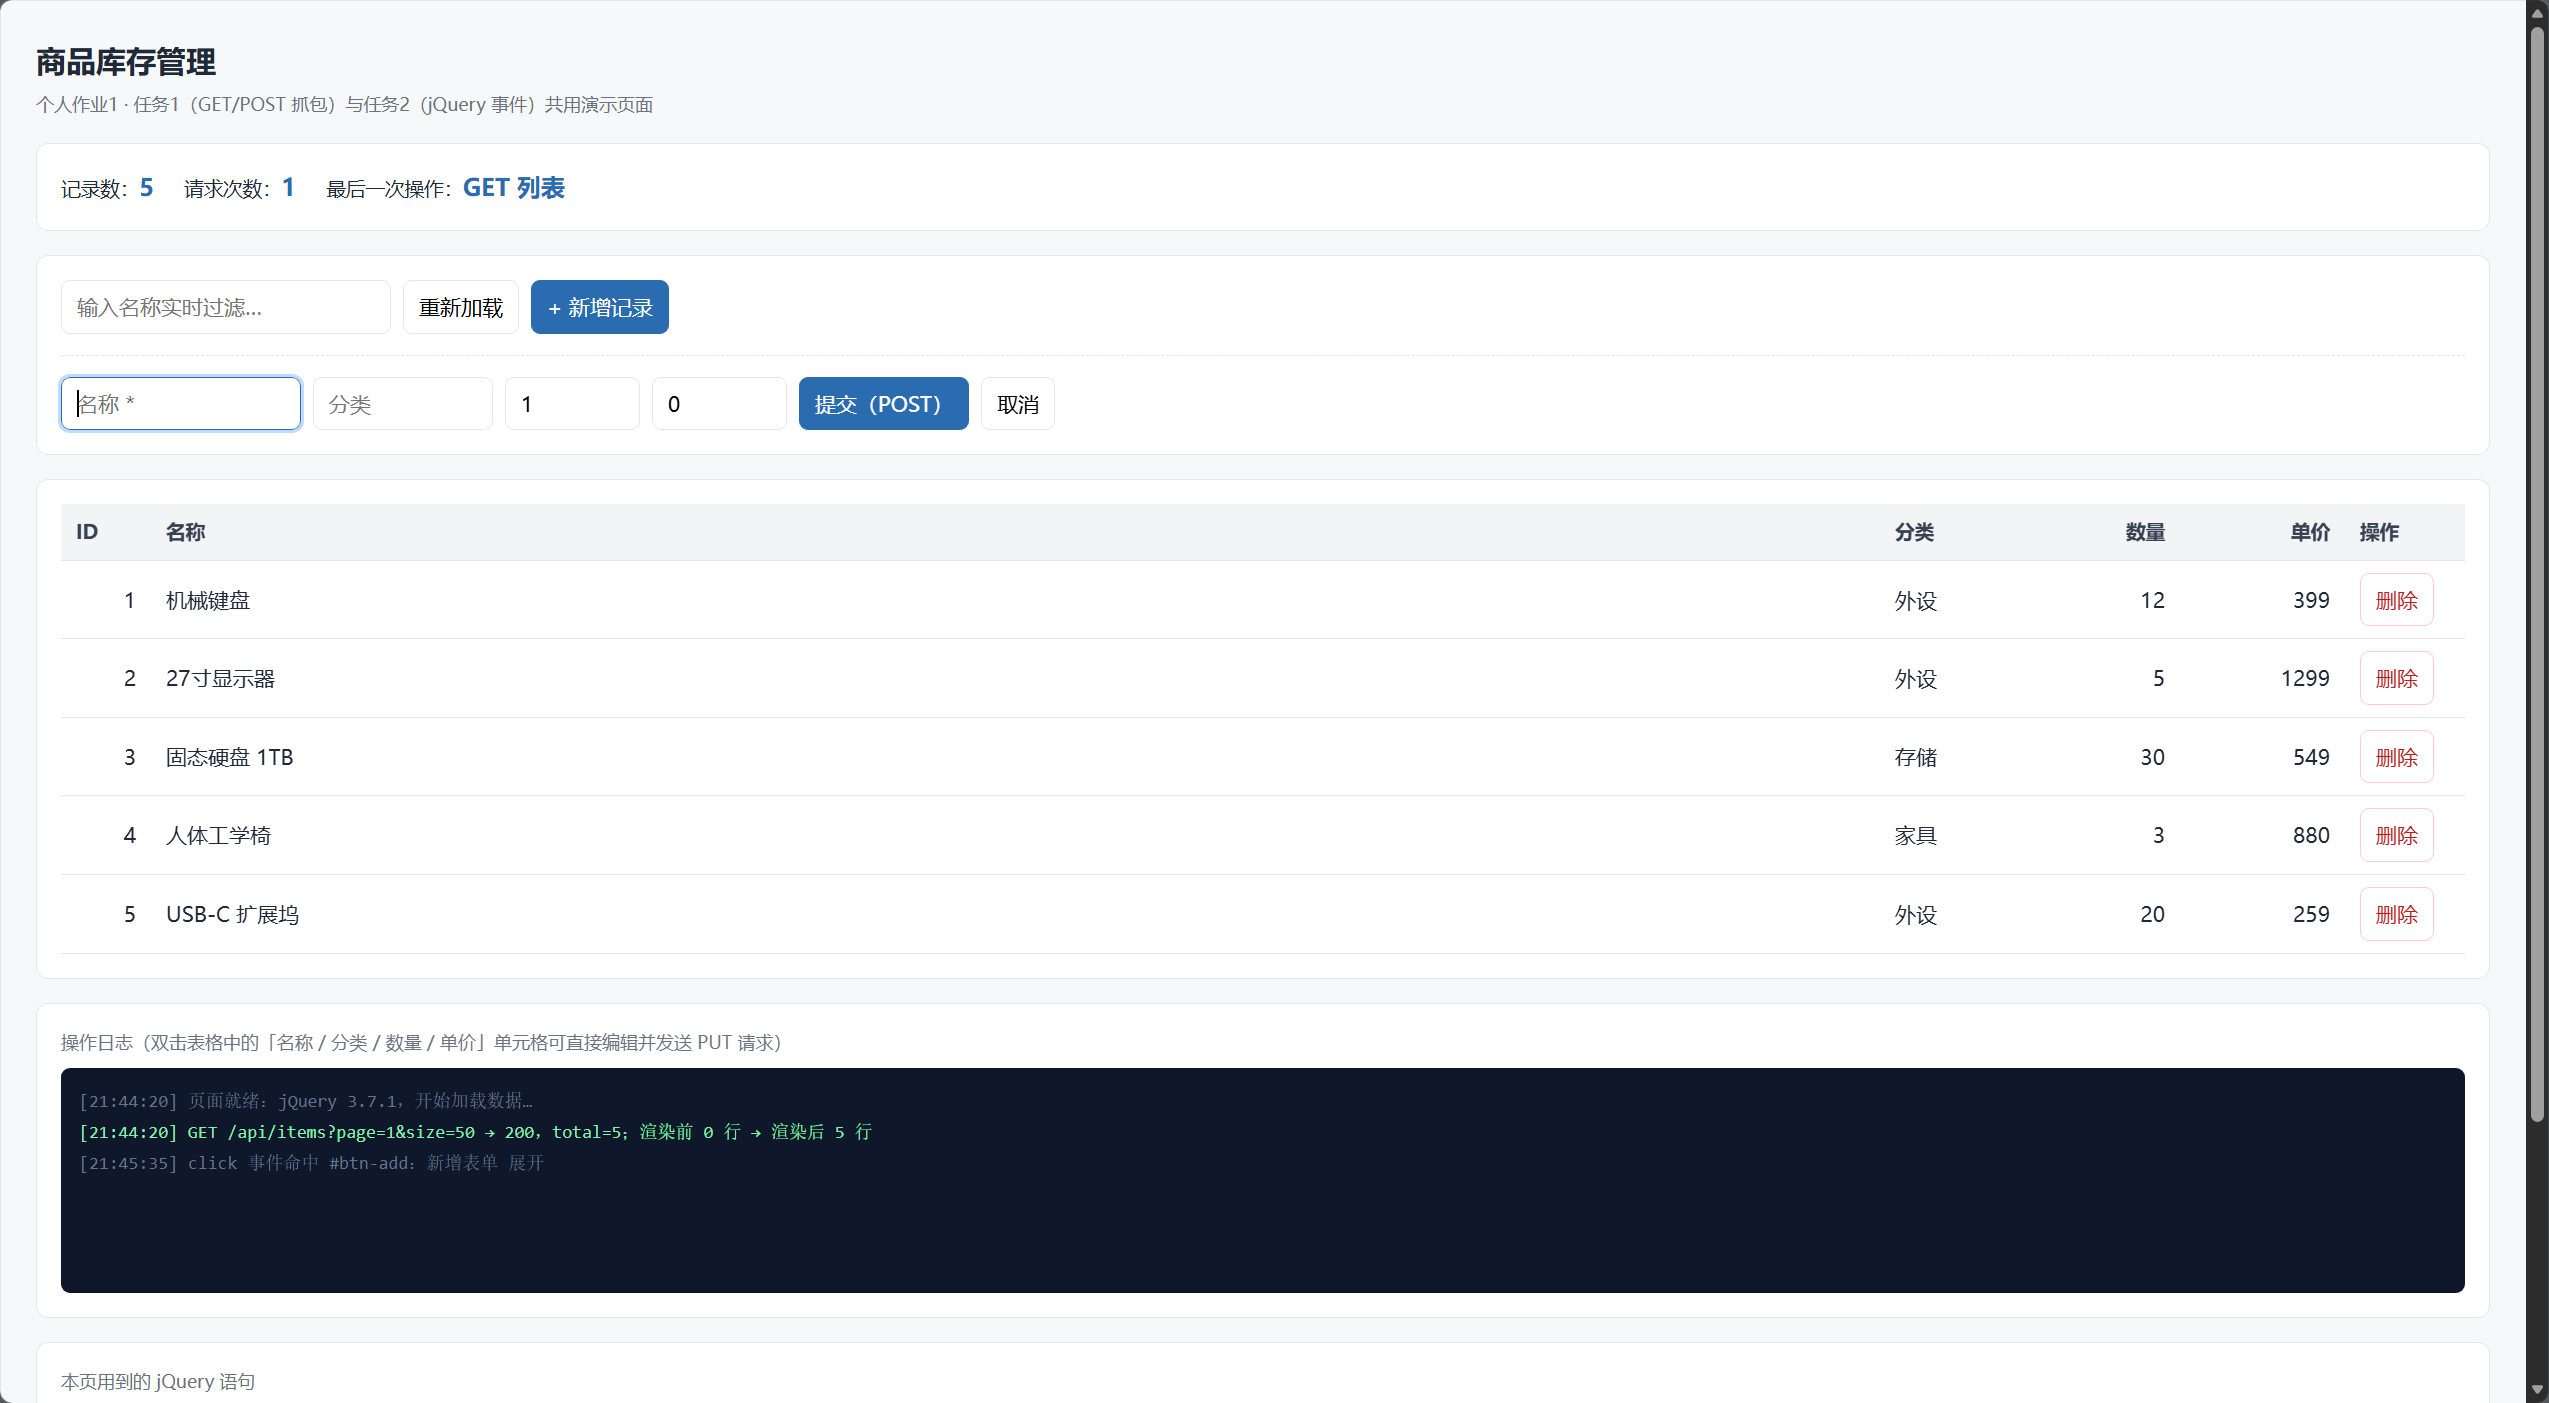 商品库存管理
个人作业1 · 任务1（GET/POST 抓包）与任务2（jQuery 事件）共用演示页面
记录数：5 请求次数：1 最后一次操作：GET 列表
输入名称实时过滤... 重新加载 + 新增记录
名称 * 分类 1 0 提交（POST） 取消
ID 名称 分类 数量 单价 操作
1 机械键盘 外设 12 399 删除
2 27寸显示器 外设 5 1299 删除
3 固态硬盘 1TB 存储 30 549 删除
4 人体工学椅 家具 3 880 删除
5 USB-C 扩展坞 外设 20 259 删除
操作日志（双击表格中的「名称 / 分类 / 数量 / 单价」单元格可直接编辑并发送 PUT 请求）
[21:44:20] 页面就绪：jQuery 3.7.1，开始加载数据…
[21:44:20] GET /api/items?page=1&size=50 → 200，total=5；渲染前 0 行 → 渲染后 5 行
[21:45:35] click 事件命中 #btn-add：新增表单 展开
本页用到的 jQuery 语句